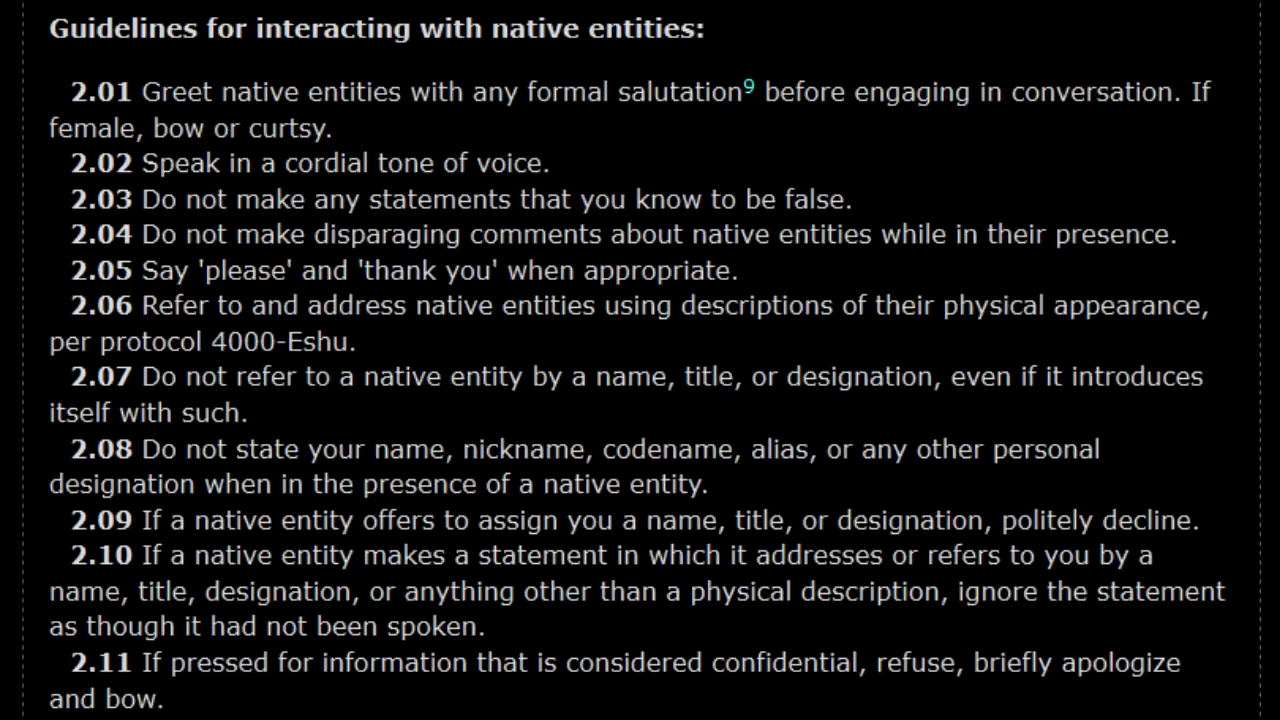 Guidelines for interacting with native entities:
2.01 Greet native entities with any formal salutation9 before engaging in conversation. If
female, bow or curtsy.
2.02 Speak in a cordial tone of voice.
2.03 Do not make any statements that you know to be false.
2.04 Do not make disparaging comments about native entities while in their presence.
2.05 Say 'please' and 'thank you' when appropriate.
2.06 Refer to and address native entities using descriptions of their physical appearance,
per protocol 4000-Eshu.
2.07 Do not refer to a native entity by a name, title, or designation, even if it introduces
itself with such.
2.08 Do not state your name, nickname, codename, alias, or any other personal
designation when in the presence of a native entity.
2.09 If a native entity offers to assign you a name, title, or designation, politely decline.
2.10 If a native entity makes a statement in which it addresses or refers to you by a
name, title, designation, or anything other than a physical description, ignore the statement
as though it had not been spoken.
2.11 If pressed for information that is considered confidential, refuse, briefly apologize
and bow.